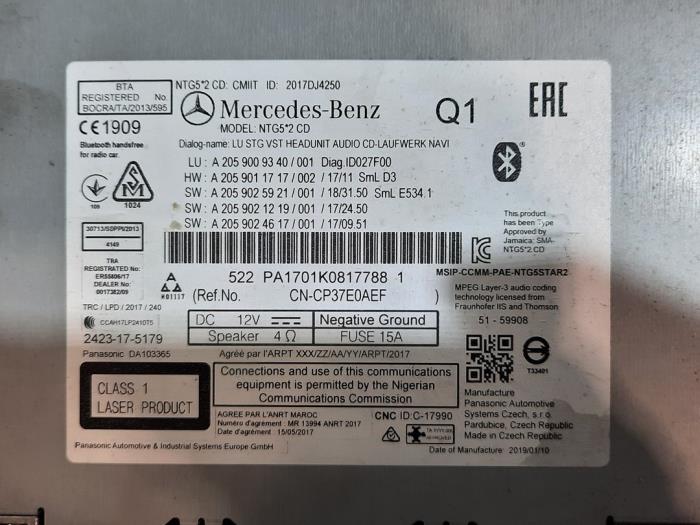 BTA
REGISTERED No.
BOCRA/TA/2013/595
NTG5*2 CD: CMIIT ID: 2017DJ4250
Mercedes-Benz
MODEL: NTG5*2 CD
Q1
EAC
CE1909
Bluetooth handsfree
for radio car.
Dialog-name: LU STG VST HEADUNIT AUDIO CD-LAUFWERK NAVI
LU : A 205 900 93 40 / 001 Diag.ID027F00
HW : A 205 901 17 17 / 002 / 17/11 SmL D3
SW : A 205 902 59 21 / 001 / 18/31.50 SmL E534.1
SW : A 205 902 12 19 / 001 / 17/24.50
SW : A 205 902 46 17 / 001 / 17/09.51
109
1024
30713/SDPPI/2013
4149
This product
has been Type
Approved by
Jamaica: SMA-
NTG5*2 CD
TRA
REGISTERED No:
ER55406/17
DEALER No:
0017382/09
522 PA1701K0817788 1
MSIP-CCMM-PAE-NTG5STAR2
(Ref.No. CN-CP37E0AEF )
MPEG Layer-3 audio coding
technology licensed from
Fraunhofer IIS and Thomson
TRC / LPD / 2017 / 240
CCAH17LP2410T5
2423-17-5179
Panasonic DA103365
DC 12V Negative Ground
Speaker 4 Ω FUSE 15A
51 - 59908
T33401
Agréé par l'ARPT XXX/ZZ/AA/YY/ARPT/2017
Connections and use of this communications
equipment is permitted by the Nigerian
Communications Commission
CLASS 1
LASER PRODUCT
AGREE PAR L'ANRT MAROC
Numéro d'agrément : MR 13994 ANRT 2017
Date d'agrément : 15/05/2017
CNC ID:C-17990
Manufacture
Panasonic Automotive
Systems Czech, s.r.o.
Pardubice, Czech Republic
Made in Czech Republic
Panasonic Automotive & Industrial Systems Europe GmbH
Date of Manufacture: 2019/01/10